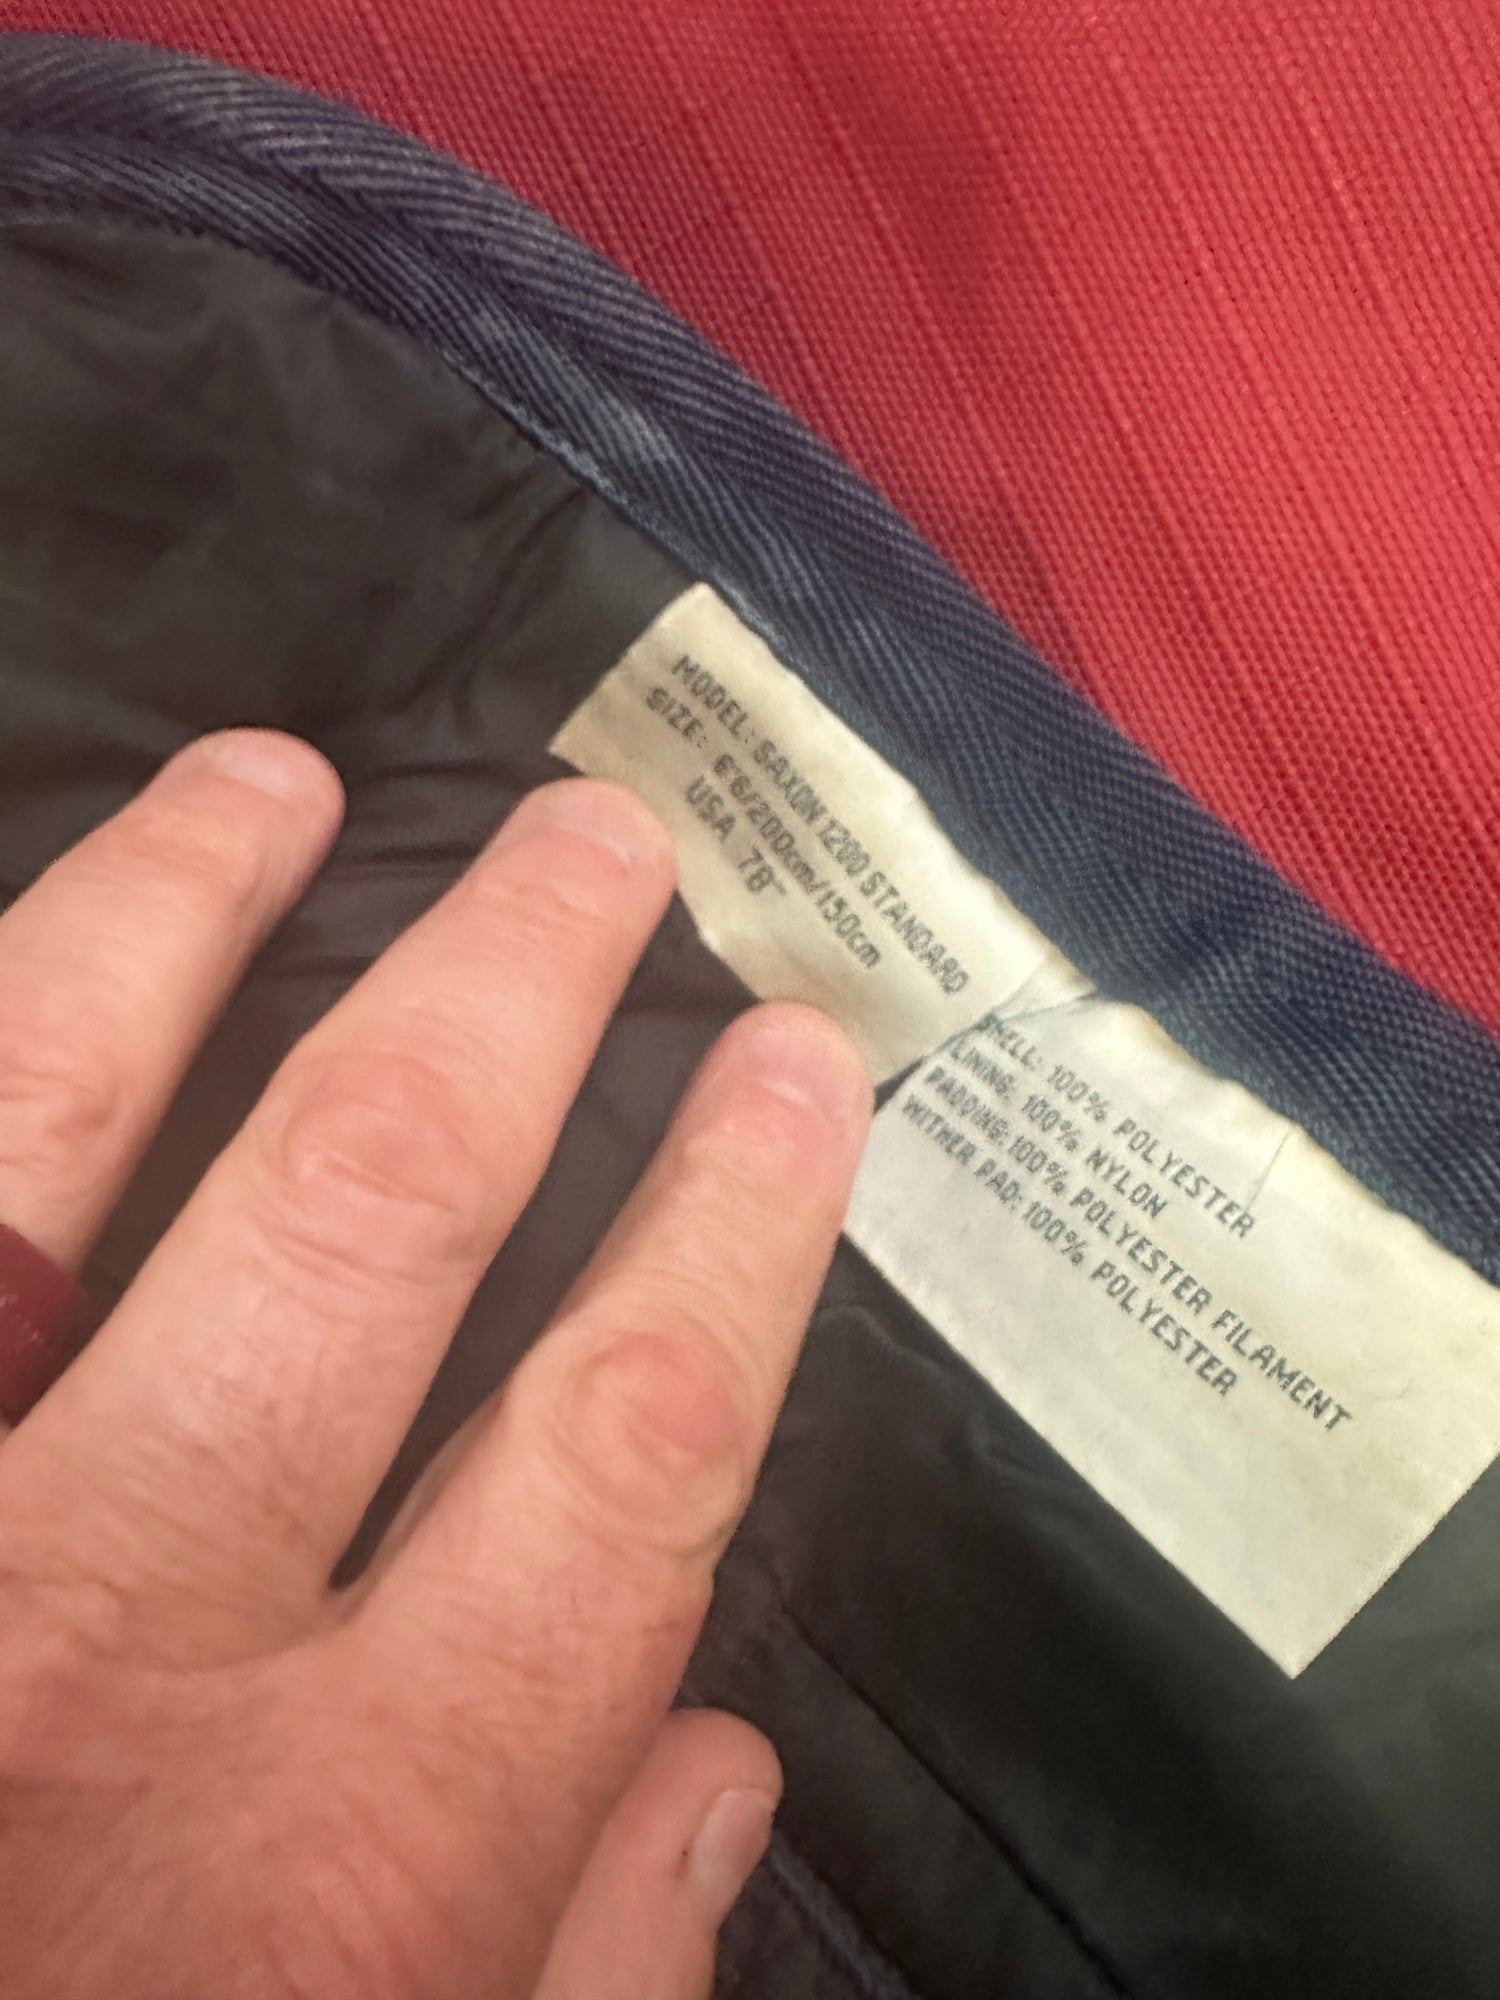 MODEL: SAXON 1200 STANDARD
SIZE: 6'6/200cm/150cm
USA 78"
SHELL: 100% POLYESTER
LINING: 100% NYLON
PADDING: 100% POLYESTER FILAMENT
WITHER PAD: 100% POLYESTER